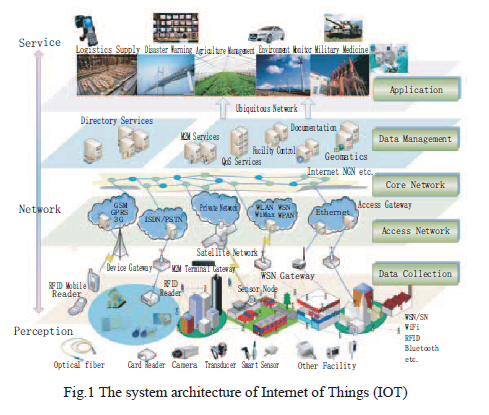 Service
Logistics Supply Disaster Warning Agriculture Management Environment Monitor Military Medicine
Application
Ubiquitous Network
Directory Services
M2M Services
QoS Services
Facility Control
Documentation
Geomatics
Data Management
Internet NGN etc.
Core Network
Network
GSM
GPRS
3G
ISDN/PSTN
Private Network
WLAN WSN
WiMax WPAN
Ethernet
Access Gateway
Access Network
Satellite Network
Device Gateway
M2M Terminal Gateway
WSN Gateway
Data Collection
RFID Mobile
Reader
RFID
Reader
Sensor Node
Perception
WSN/SN
WiFi
RFID
Bluetooth
etc.
Optical fiber
Card Reader
Camera
Transducer
Smart Sensor
Other Facility
Fig.1 The system architecture of Internet of Things (IOT)